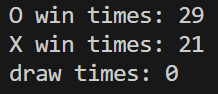 O win times: 29
X win times: 21
draw times: 0